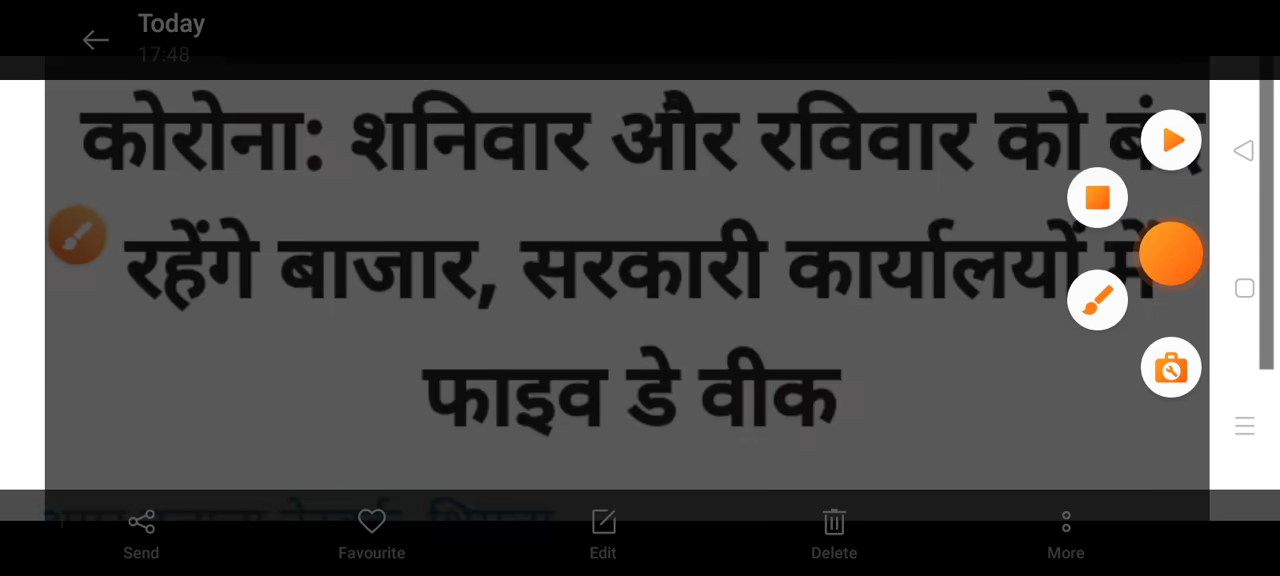 Today
17:48
कोरोना: शनिवार और रविवार को बंद
रहेंगे बाजार, सरकारी कार्यालयों में
फाइव डे वीक
Send Favourite Edit Delete More